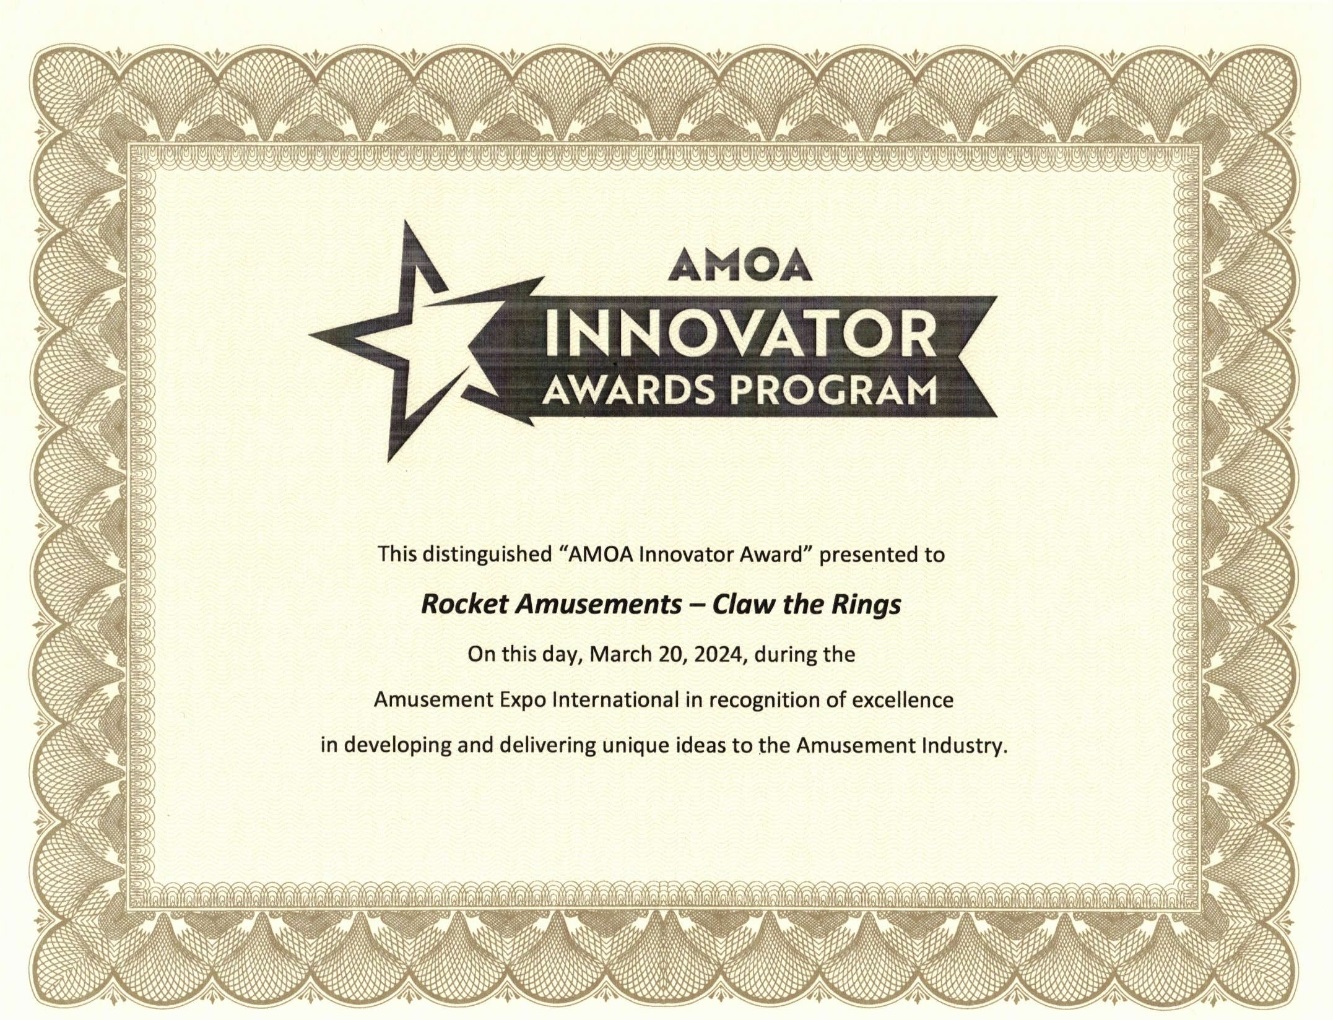 AMOA
INNOVATOR
AWARDS PROGRAM
This distinguished “AMOA Innovator Award” presented to
Rocket Amusements – Claw the Rings
On this day, March 20, 2024, during the
Amusement Expo International in recognition of excellence
in developing and delivering unique ideas to the Amusement Industry.